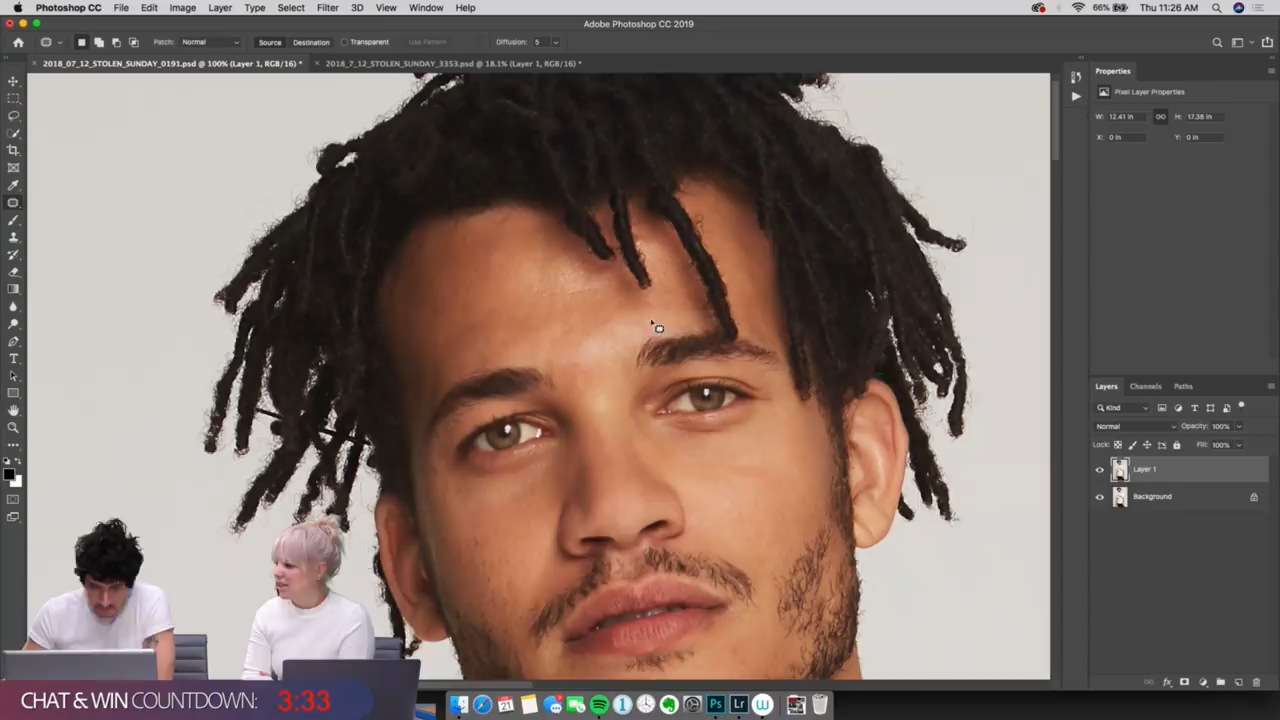 Photoshop CC File Edit Image Layer Type Select Filter 3D View Window Help 66% Thu 11:26 AM
Adobe Photoshop CC 2019
Patch: Normal Source Destination Transparent Use Pattern Diffusion: 5
2018_07_12_STOLEN_SUNDAY_0191.psd @ 100% (Layer 1, RGB/16) * 2018_7_12_STOLEN_SUNDAY_3353.psd @ 18.1% (Layer 1, RGB/16) *
Properties
Pixel Layer Properties
W: 12.41 in H: 17.38 in
X: 0 in Y: 0 in
Layers Channels Paths
Kind
Normal Opacity: 100%
Lock: Fill: 100%
Layer 1
Background
CHAT & WIN COUNTDOWN: 3:33